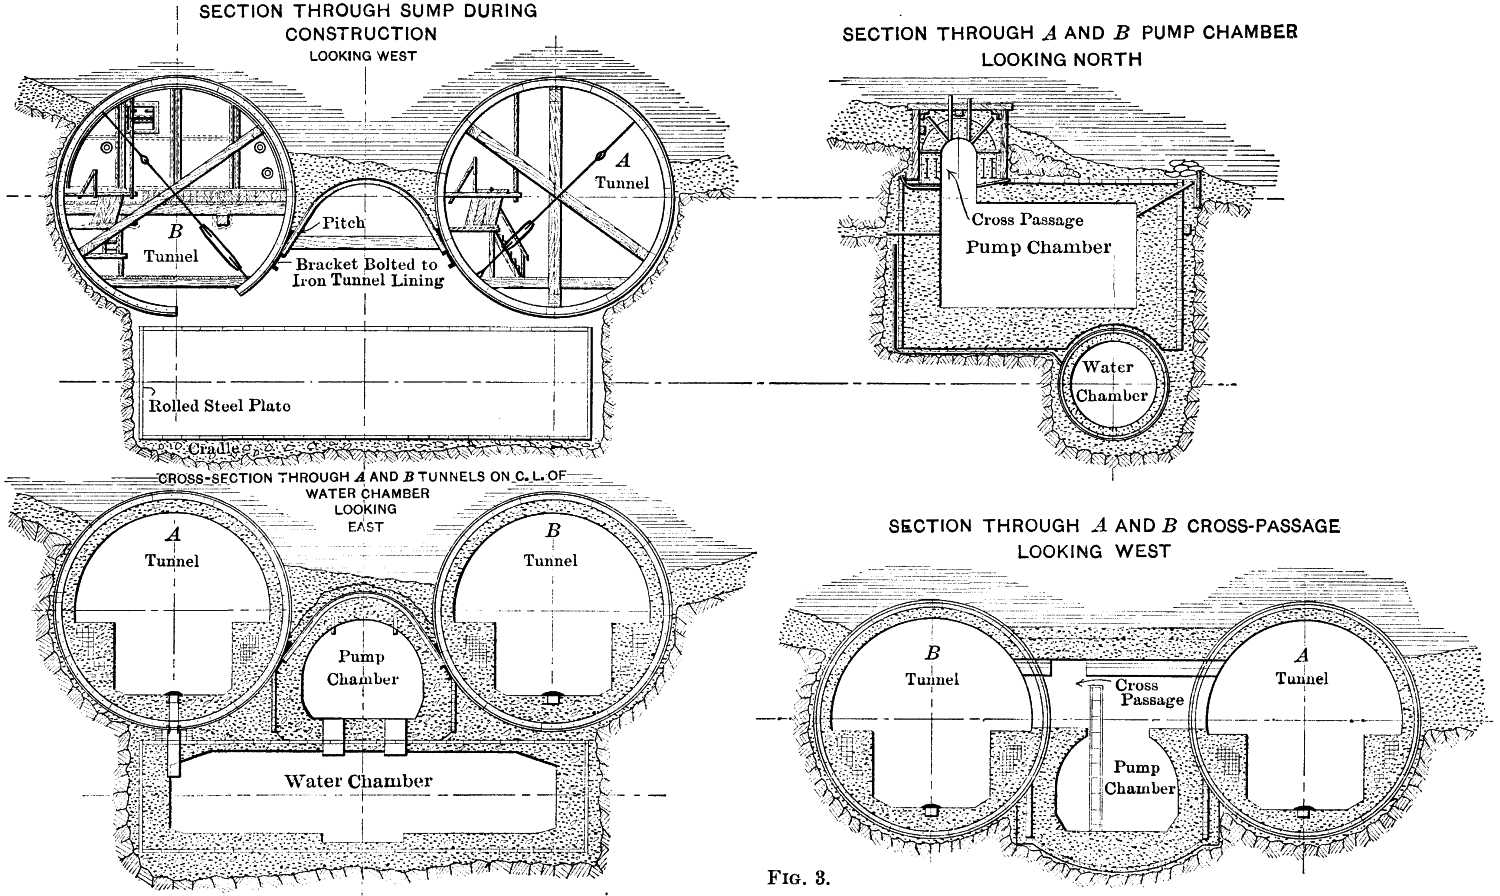 SECTION THROUGH SUMP DURING
CONSTRUCTION
LOOKING WEST
A
Tunnel
B
Tunnel
Pitch
Bracket Bolted to
Iron Tunnel Lining
Rolled Steel Plate
Cradle
SECTION THROUGH A AND B PUMP CHAMBER
LOOKING NORTH
Cross Passage
Pump Chamber
Water
Chamber
CROSS-SECTION THROUGH A AND B TUNNELS ON C.L. OF
WATER CHAMBER
LOOKING
EAST
A
Tunnel
B
Tunnel
Pump
Chamber
Water Chamber
SECTION THROUGH A AND B CROSS-PASSAGE
LOOKING WEST
B
Tunnel
A
Tunnel
Cross
Passage
Pump
Chamber
FIG. 3.